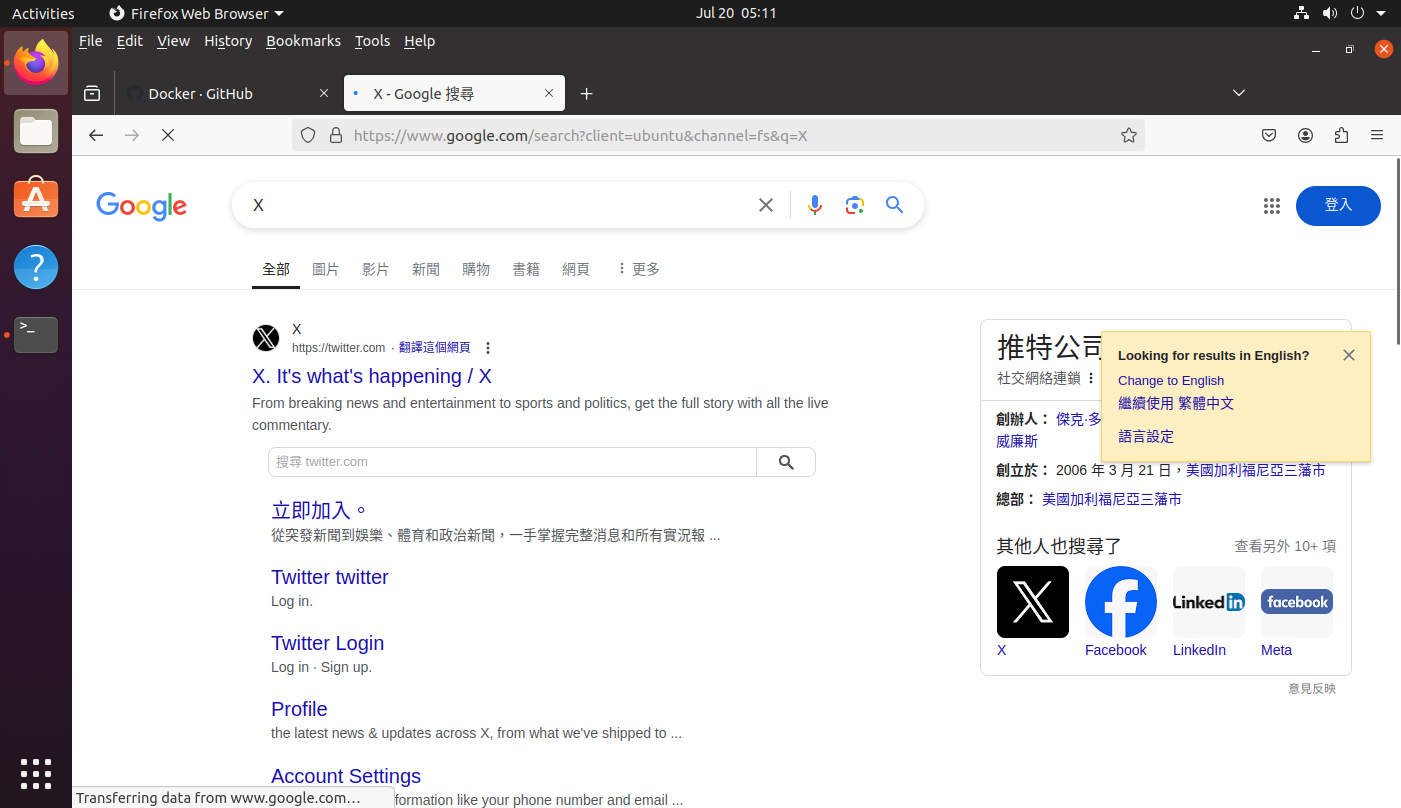 Activities
Firefox Web Browser
Jul 20 05:11
File Edit View History Bookmarks Tools Help
Docker · GitHub
X - Google 搜尋
https://www.google.com/search?client=ubuntu&channel=fs&q=X
Google
X
登入
全部 圖片 影片 新聞 購物 書籍 網頁 更多
X
https://twitter.com · 翻譯這個網頁
X. It's what's happening / X
From breaking news and entertainment to sports and politics, get the full story with all the live
commentary.
搜尋 twitter.com
立即加入。
從突發新聞到娛樂、體育和政治新聞，一手掌握完整消息和所有實況報 ...
Twitter twitter
Log in.
Twitter Login
Log in · Sign up.
Profile
the latest news & updates across X, from what we've shipped to ...
Account Settings
formation like your phone number and email ...
Transferring data from www.google.com…
推特公司
社交網絡連鎖
Looking for results in English?
Change to English
繼續使用 繁體中文
語言設定
創辦人： 傑克·多
威廉斯
創立於： 2006 年 3 月 21 日，美國加利福尼亞三藩市
總部： 美國加利福尼亞三藩市
其他人也搜尋了
查看另外 10+ 項
LinkedIn
facebook
X Facebook LinkedIn Meta
意見反映